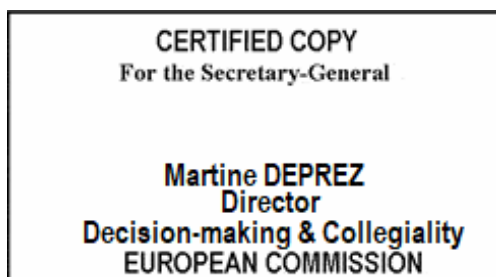 CERTIFIED COPY
For the Secretary-General
Martine DEPREZ
Director
Decision-making & Collegiality
EUROPEAN COMMISSION